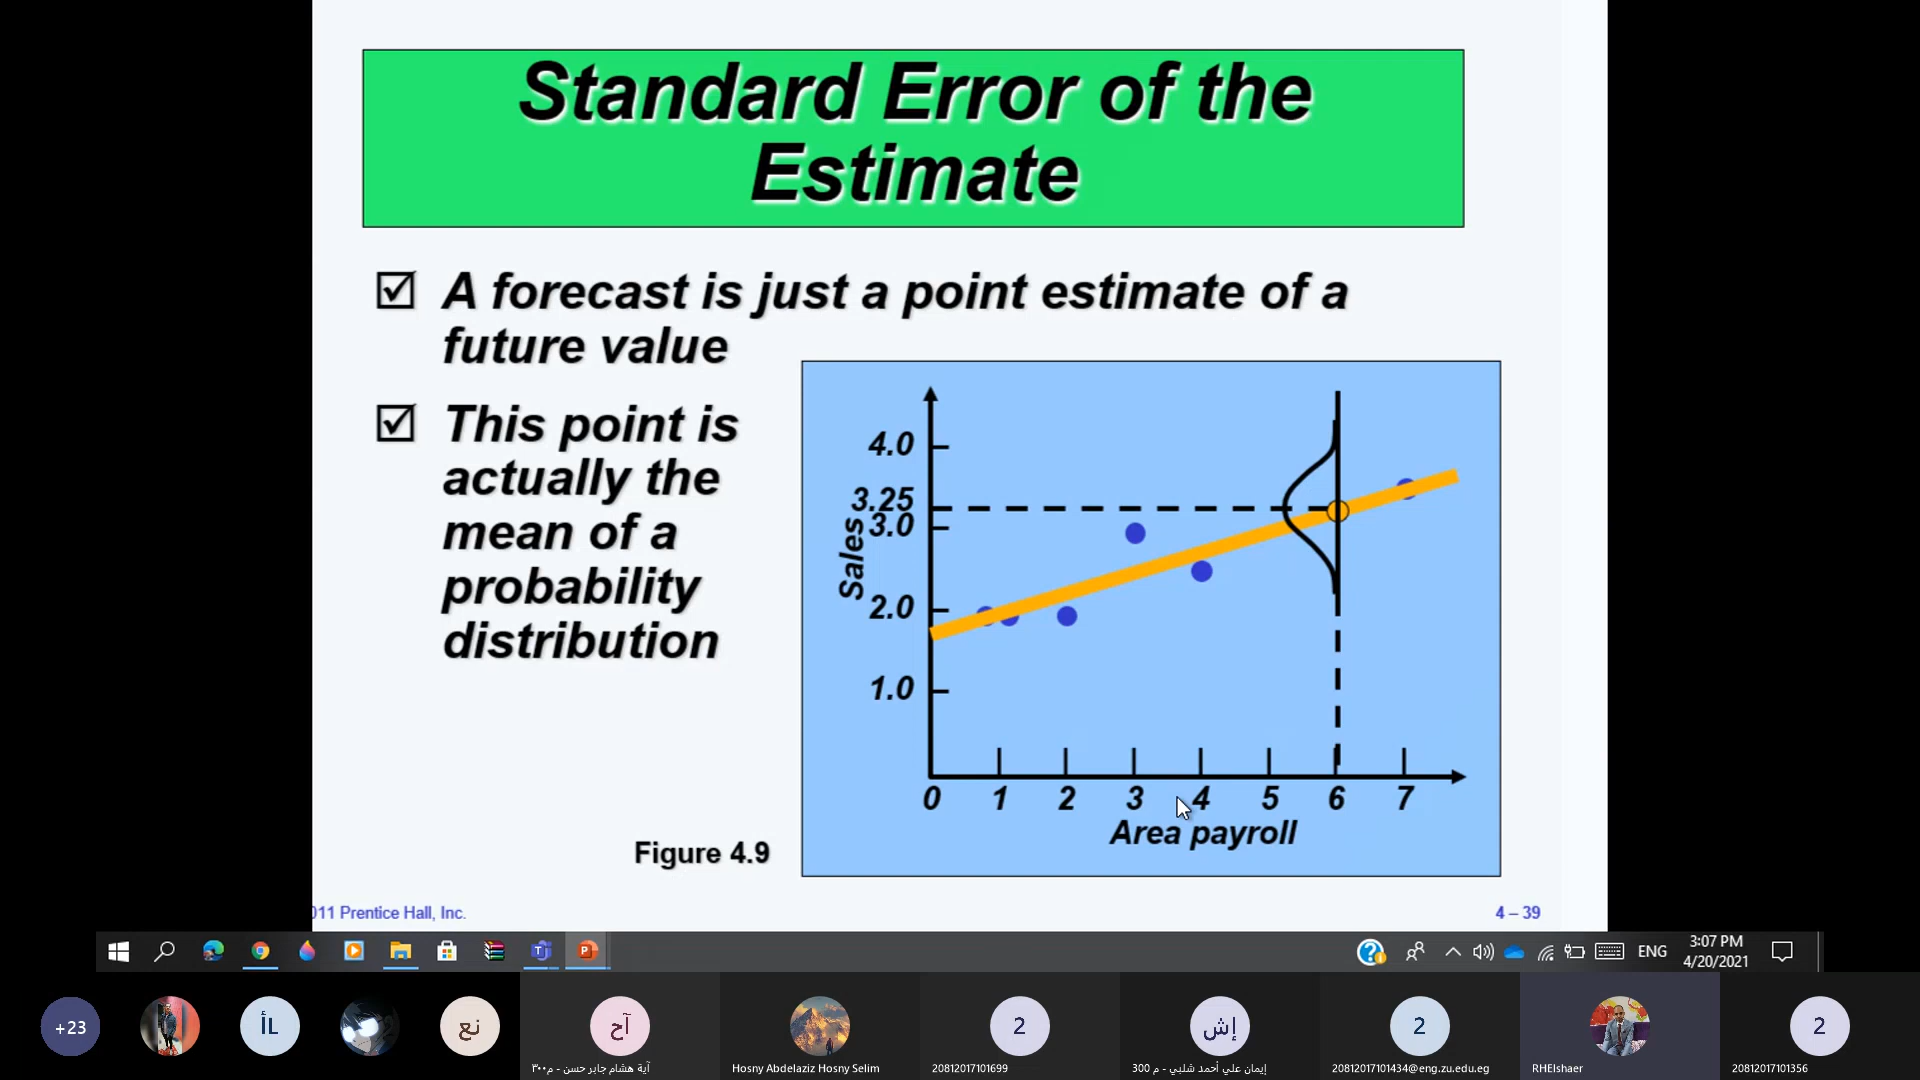 Standard Error of the
Estimate
A forecast is just a point estimate of a
future value
This point is
actually the
mean of a
probability
distribution
4.0
3.25
3.0
2.0
1.0
Sales
0 1 2 3 4 5 6 7
Area payroll
Figure 4.9
011 Prentice Hall, Inc.
4 – 39
ENG
3:07 PM
4/20/2021
+23
أL
نع
آح
آية هشام جابر حسن - م٣٠٠
Hosny Abdelaziz Hosny Selim
2
20812017101699
إش
إيمان علي أحمد شلبي - م 300
2
20812017101434@eng.zu.edu.eg
RHElshaer
2
20812017101356